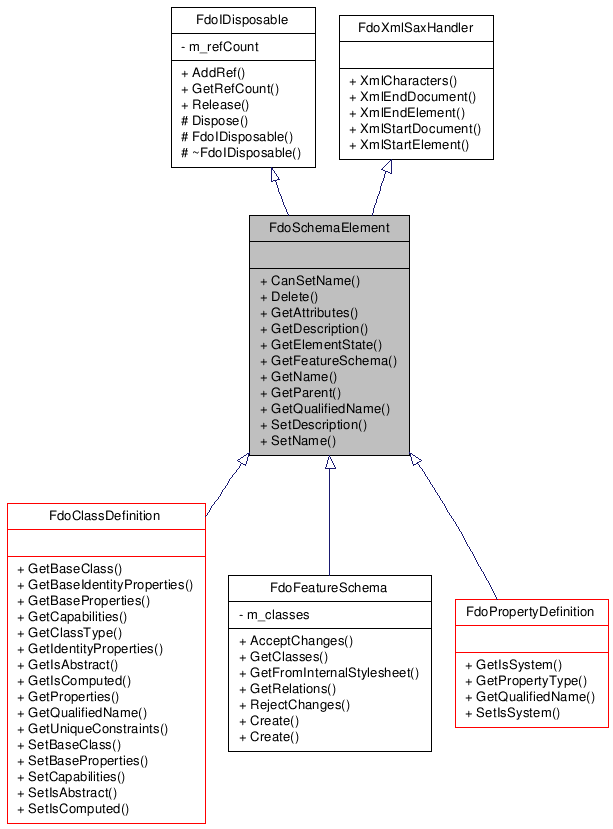 FdoIDisposable
- m_refCount
+ AddRef()
+ GetRefCount()
+ Release()
# Dispose()
# FdoIDisposable()
# ~FdoIDisposable()
FdoXmlSaxHandler
+ XmlCharacters()
+ XmlEndDocument()
+ XmlEndElement()
+ XmlStartDocument()
+ XmlStartElement()
FdoSchemaElement
+ CanSetName()
+ Delete()
+ GetAttributes()
+ GetDescription()
+ GetElementState()
+ GetFeatureSchema()
+ GetName()
+ GetParent()
+ GetQualifiedName()
+ SetDescription()
+ SetName()
FdoClassDefinition
+ GetBaseClass()
+ GetBaseIdentityProperties()
+ GetBaseProperties()
+ GetCapabilities()
+ GetClassType()
+ GetIdentityProperties()
+ GetIsAbstract()
+ GetIsComputed()
+ GetProperties()
+ GetQualifiedName()
+ GetUniqueConstraints()
+ SetBaseClass()
+ SetBaseProperties()
+ SetCapabilities()
+ SetIsAbstract()
+ SetIsComputed()
FdoFeatureSchema
- m_classes
+ AcceptChanges()
+ GetClasses()
+ GetFromInternalStylesheet()
+ GetRelations()
+ RejectChanges()
+ Create()
+ Create()
FdoPropertyDefinition
+ GetIsSystem()
+ GetPropertyType()
+ GetQualifiedName()
+ SetIsSystem()